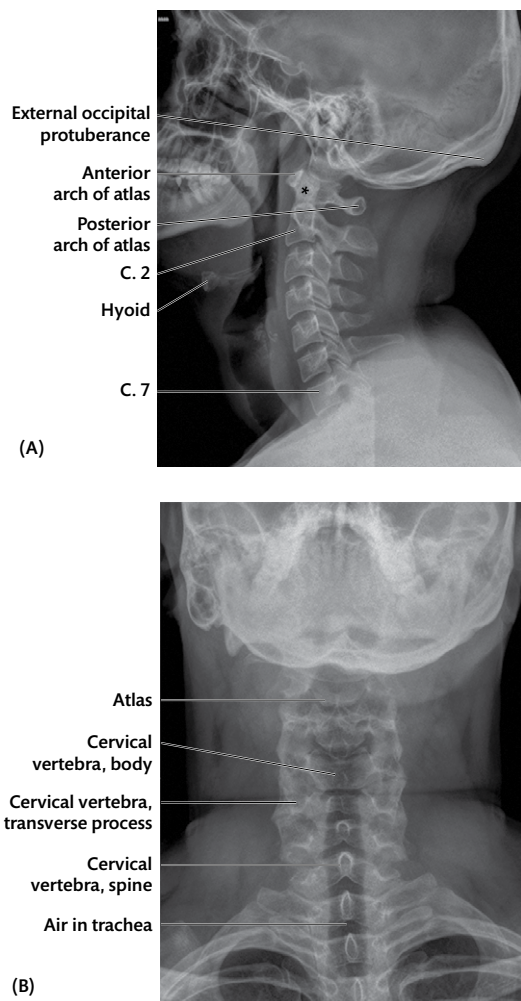 External occipital
protuberance
Anterior
arch of atlas
*
Posterior
arch of atlas
C. 2
Hyoid
C. 7
(A)
Atlas
Cervical
vertebra, body
Cervical vertebra,
transverse process
Cervical
vertebra, spine
Air in trachea
(B)